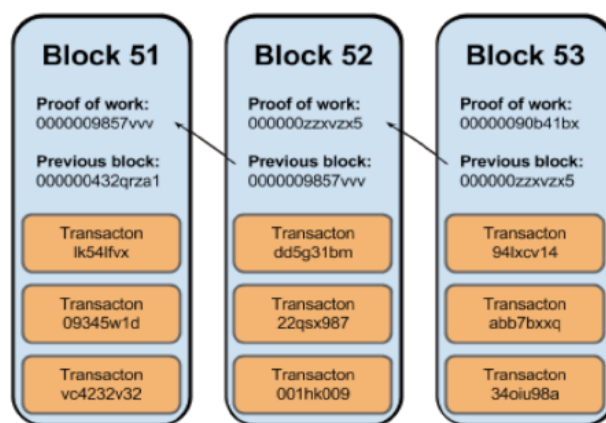 Block 51
Proof of work:
0000009857vvv
Previous block:
000000432qrza1
Transacton
lk54lfvx
Transacton
09345w1d
Transacton
vc4232v32
Block 52
Proof of work:
000000zzxvzx5
Previous block:
0000009857vvv
Transacton
dd5g31bm
Transacton
22qsx987
Transacton
001hk009
Block 53
Proof of work:
00000090b41bx
Previous block:
000000zzxvzx5
Transacton
94lxcv14
Transacton
abb7bxxq
Transacton
34oiu98a